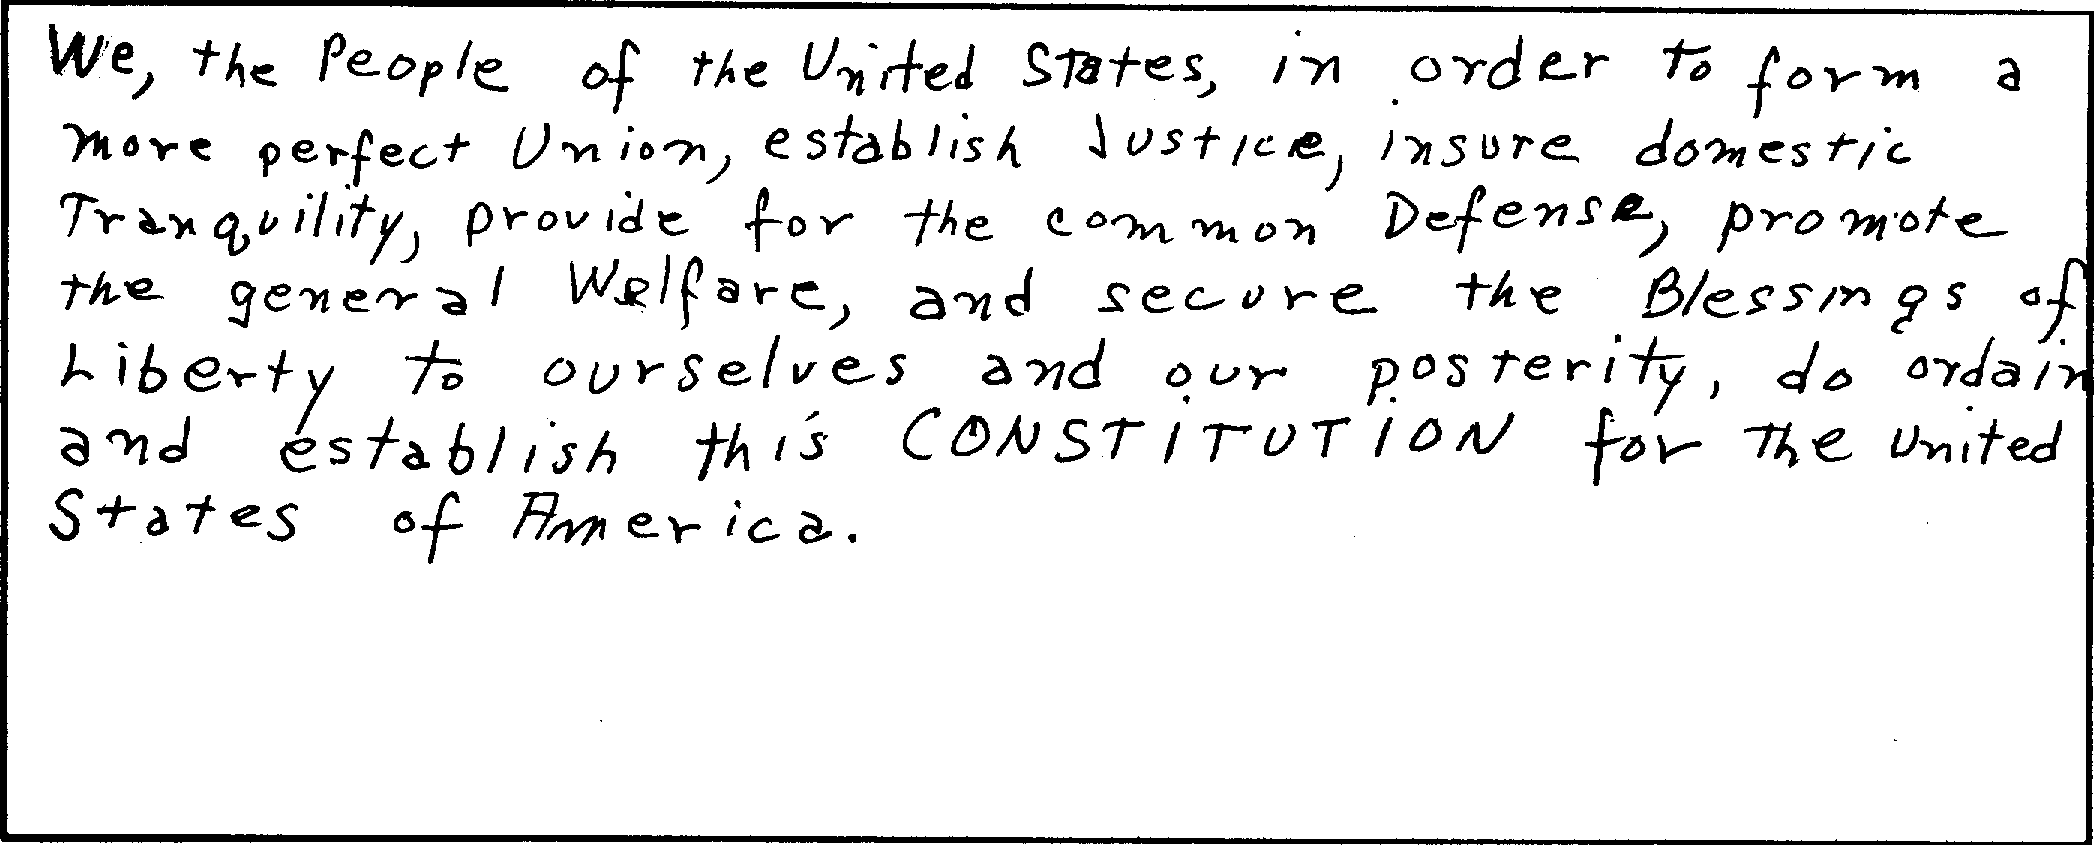 We, the People of the United States, in order to form a
more perfect Union, establish Justice, insure domestic
Tranquility, provide for the common Defense, promote
the general Welfare, and secure the Blessings of
Liberty to ourselves and our posterity, do ordain
and establish this CONSTITUTION for the United
States of America.